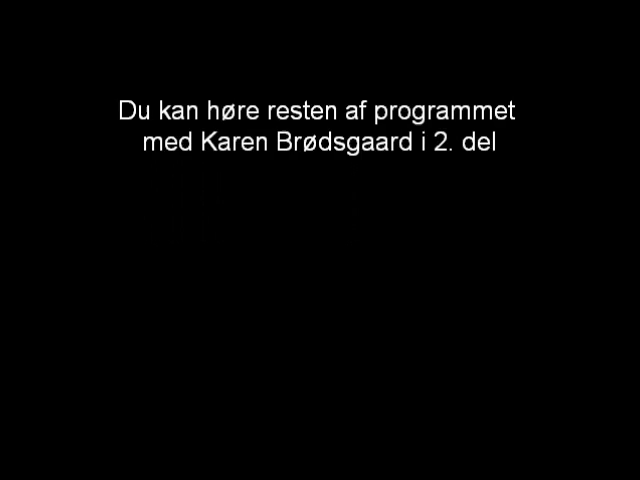 Du kan høre resten af programmet
med Karen Brødsgaard i 2. del